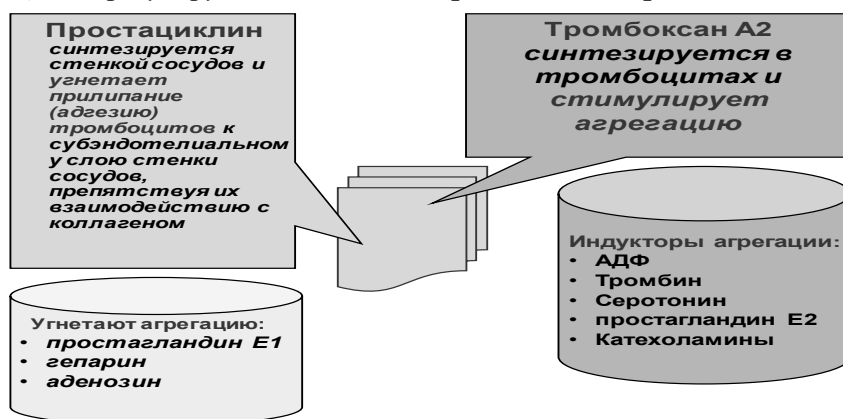 Простациклин
синтезируется
стенкой сосудов и
угнетает
прилипание
(адгезию)
тромбоцитов к
субэндотелиальном
у слою стенки
сосудов,
препятствуя их
взаимодействию с
коллагеном
Тромбоксан А2
синтезируется в
тромбоцитах и
стимулирует
агрегацию
Угнетают агрегацию:
• простагландин Е1
• гепарин
• аденозин
Индукторы агрегации:
• АДФ
• Тромбин
• Серотонин
• простагландин Е2
• Катехоламины